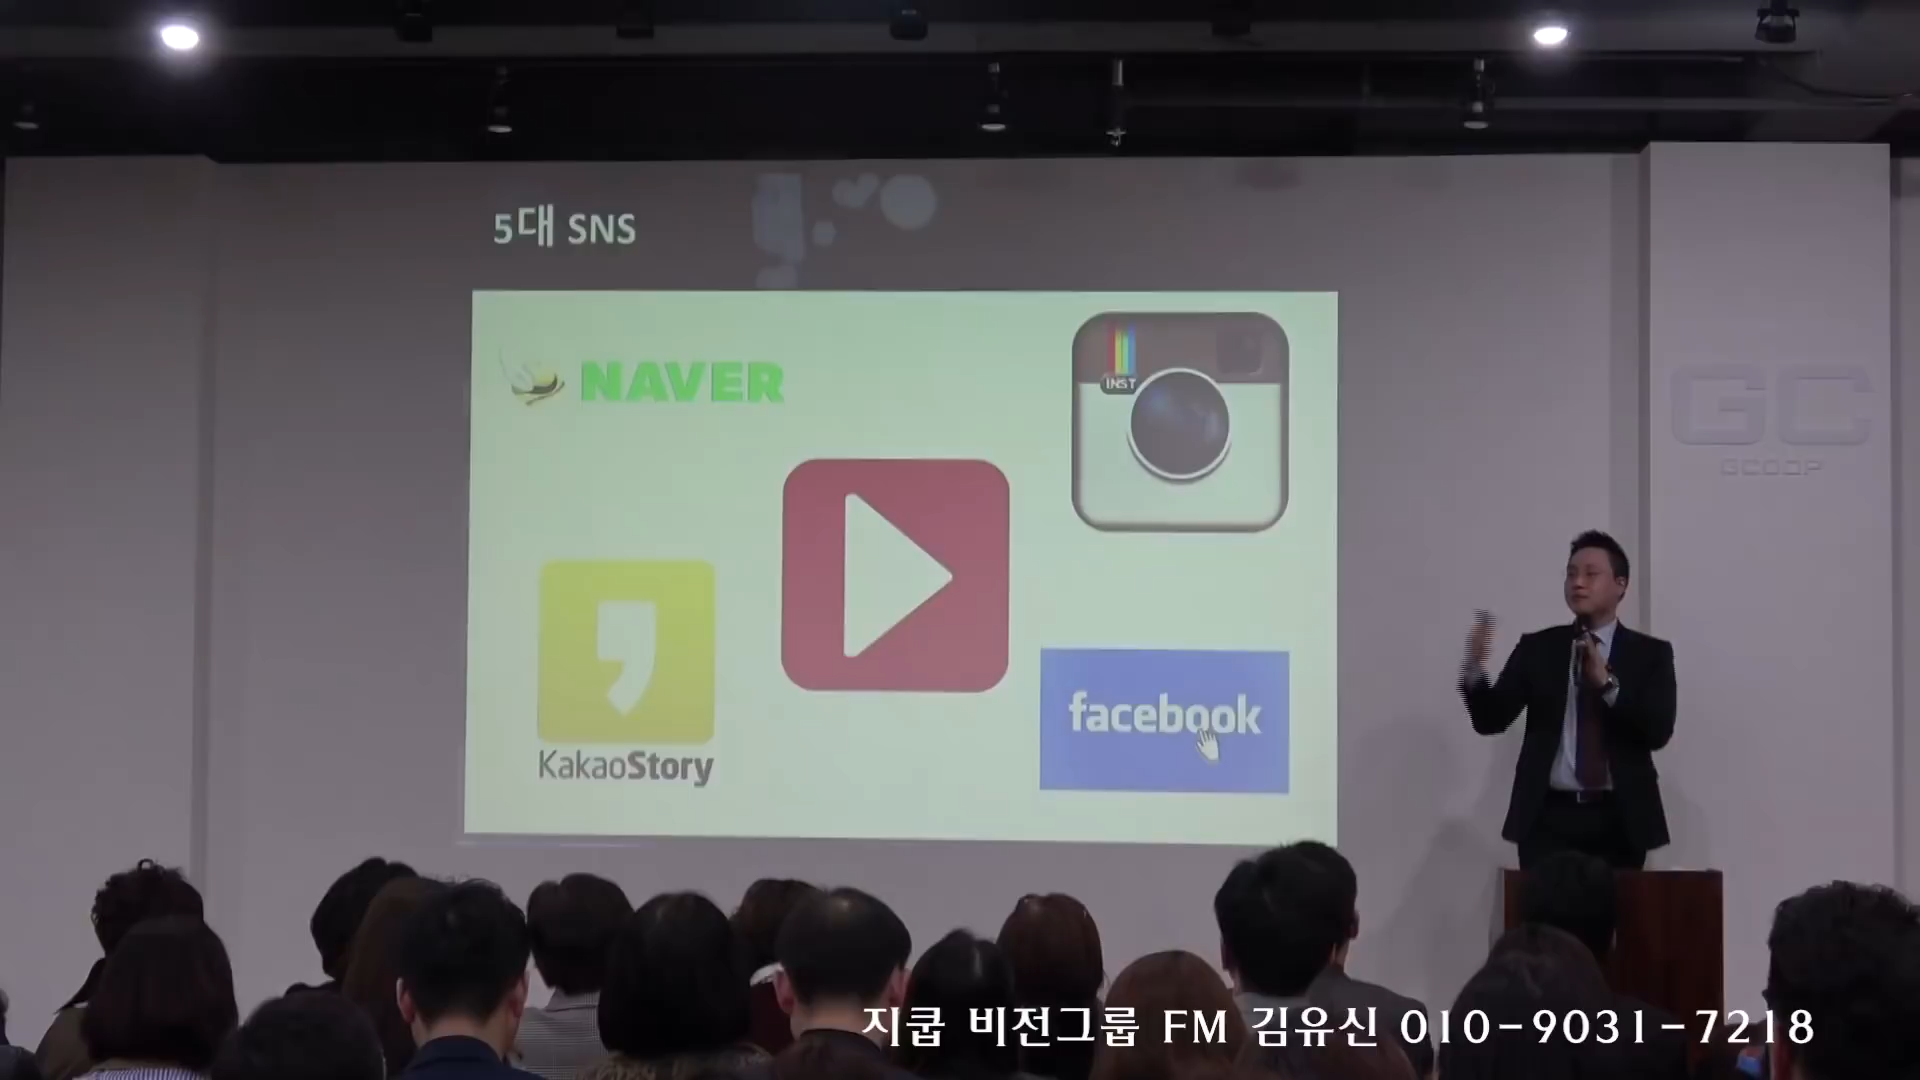 5대 SNS
NAVER
INST
KakaoStory
facebook
GC
GCOOP
지쿱 비전그룹 FM 김유신 010-9031-7218